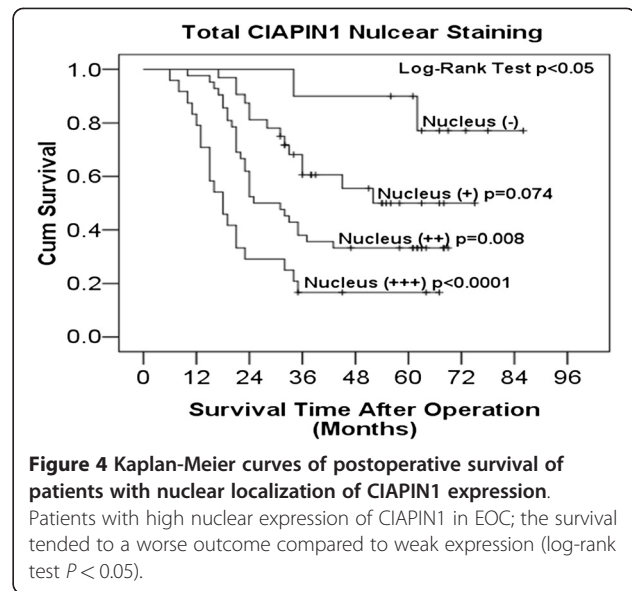 Total CIAPIN1 Nulcear Staining
Log-Rank Test p<0.05
Nucleus (-)
Nucleus (+) p=0.074
Nucleus (++) p=0.008
Nucleus (+++) p<0.0001
Cum Survival
1.0
0.8
0.6
0.4
0.2
0.0
0 12 24 36 48 60 72 84 96
Survival Time After Operation
(Months)
Figure 4 Kaplan-Meier curves of postoperative survival of
patients with nuclear localization of CIAPIN1 expression.
Patients with high nuclear expression of CIAPIN1 in EOC; the survival
tended to a worse outcome compared to weak expression (log-rank
test P < 0.05).